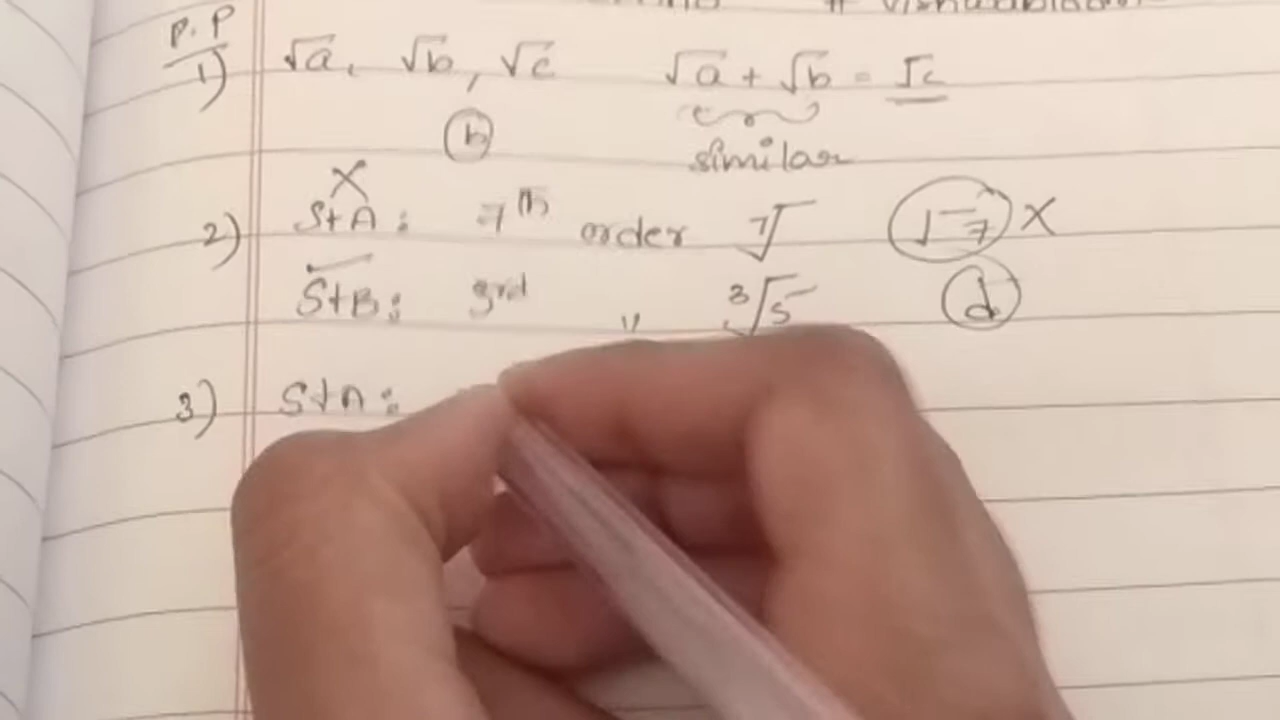 P.P
1) √a, √b, √c √a + √b = √c
(b) similar
X
2) StA: 7th order 7√ √-7 X
StB: 3rd " 3√5 (d)
3) StA: